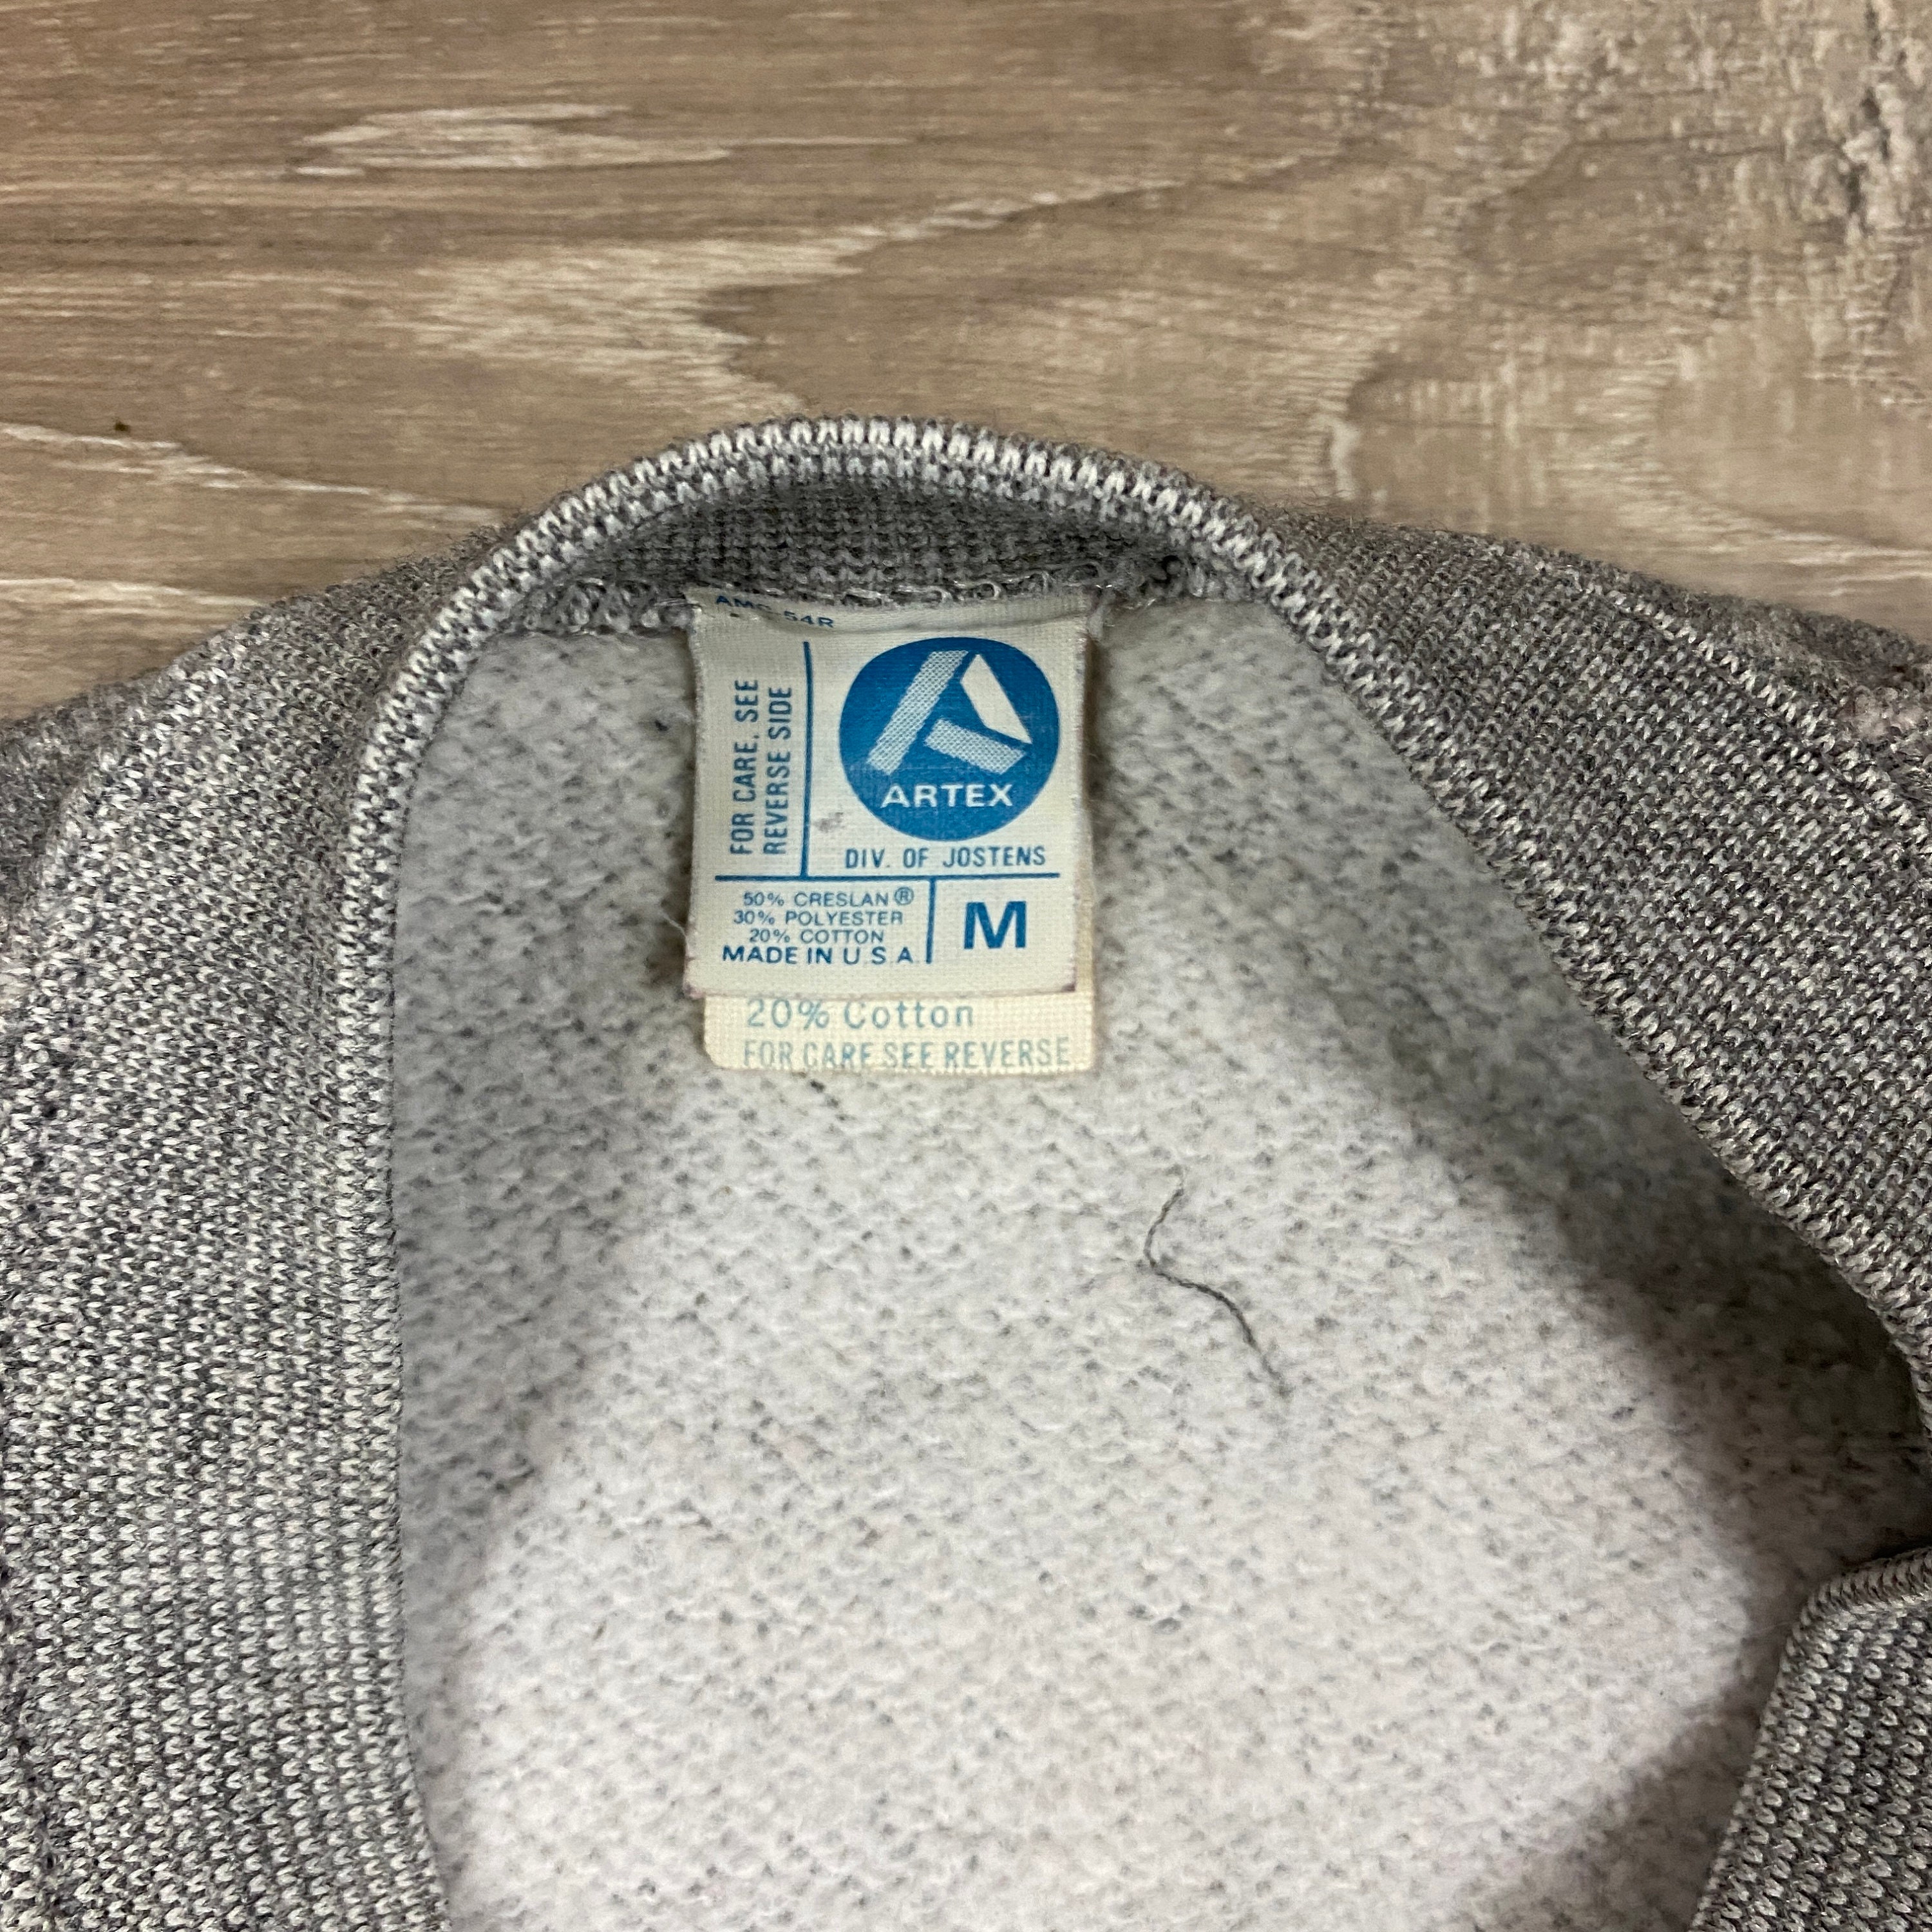 54R
FOR CARE, SEE
REVERSE SIDE
ARTEX
DIV. OF JOSTENS
50% CRESLAN®
30% POLYESTER
20% COTTON
MADE IN U.S.A.
M
20% Cotton
FOR CARE SEE REVERSE